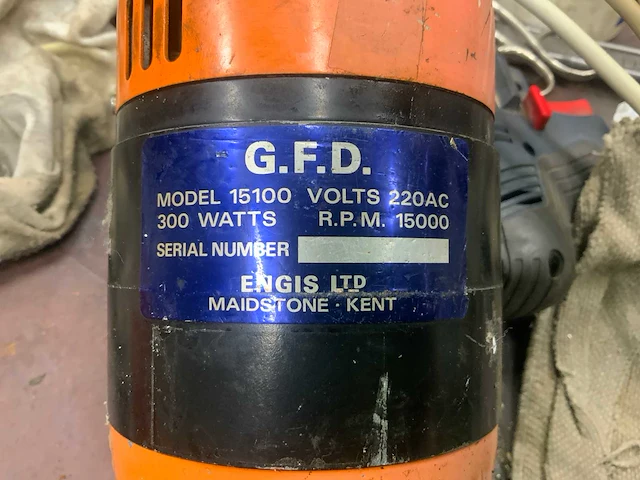 G.F.D.
MODEL 15100 VOLTS 220AC
300 WATTS R.P.M. 15000
SERIAL NUMBER
ENGIS LTD
MAIDSTONE · KENT